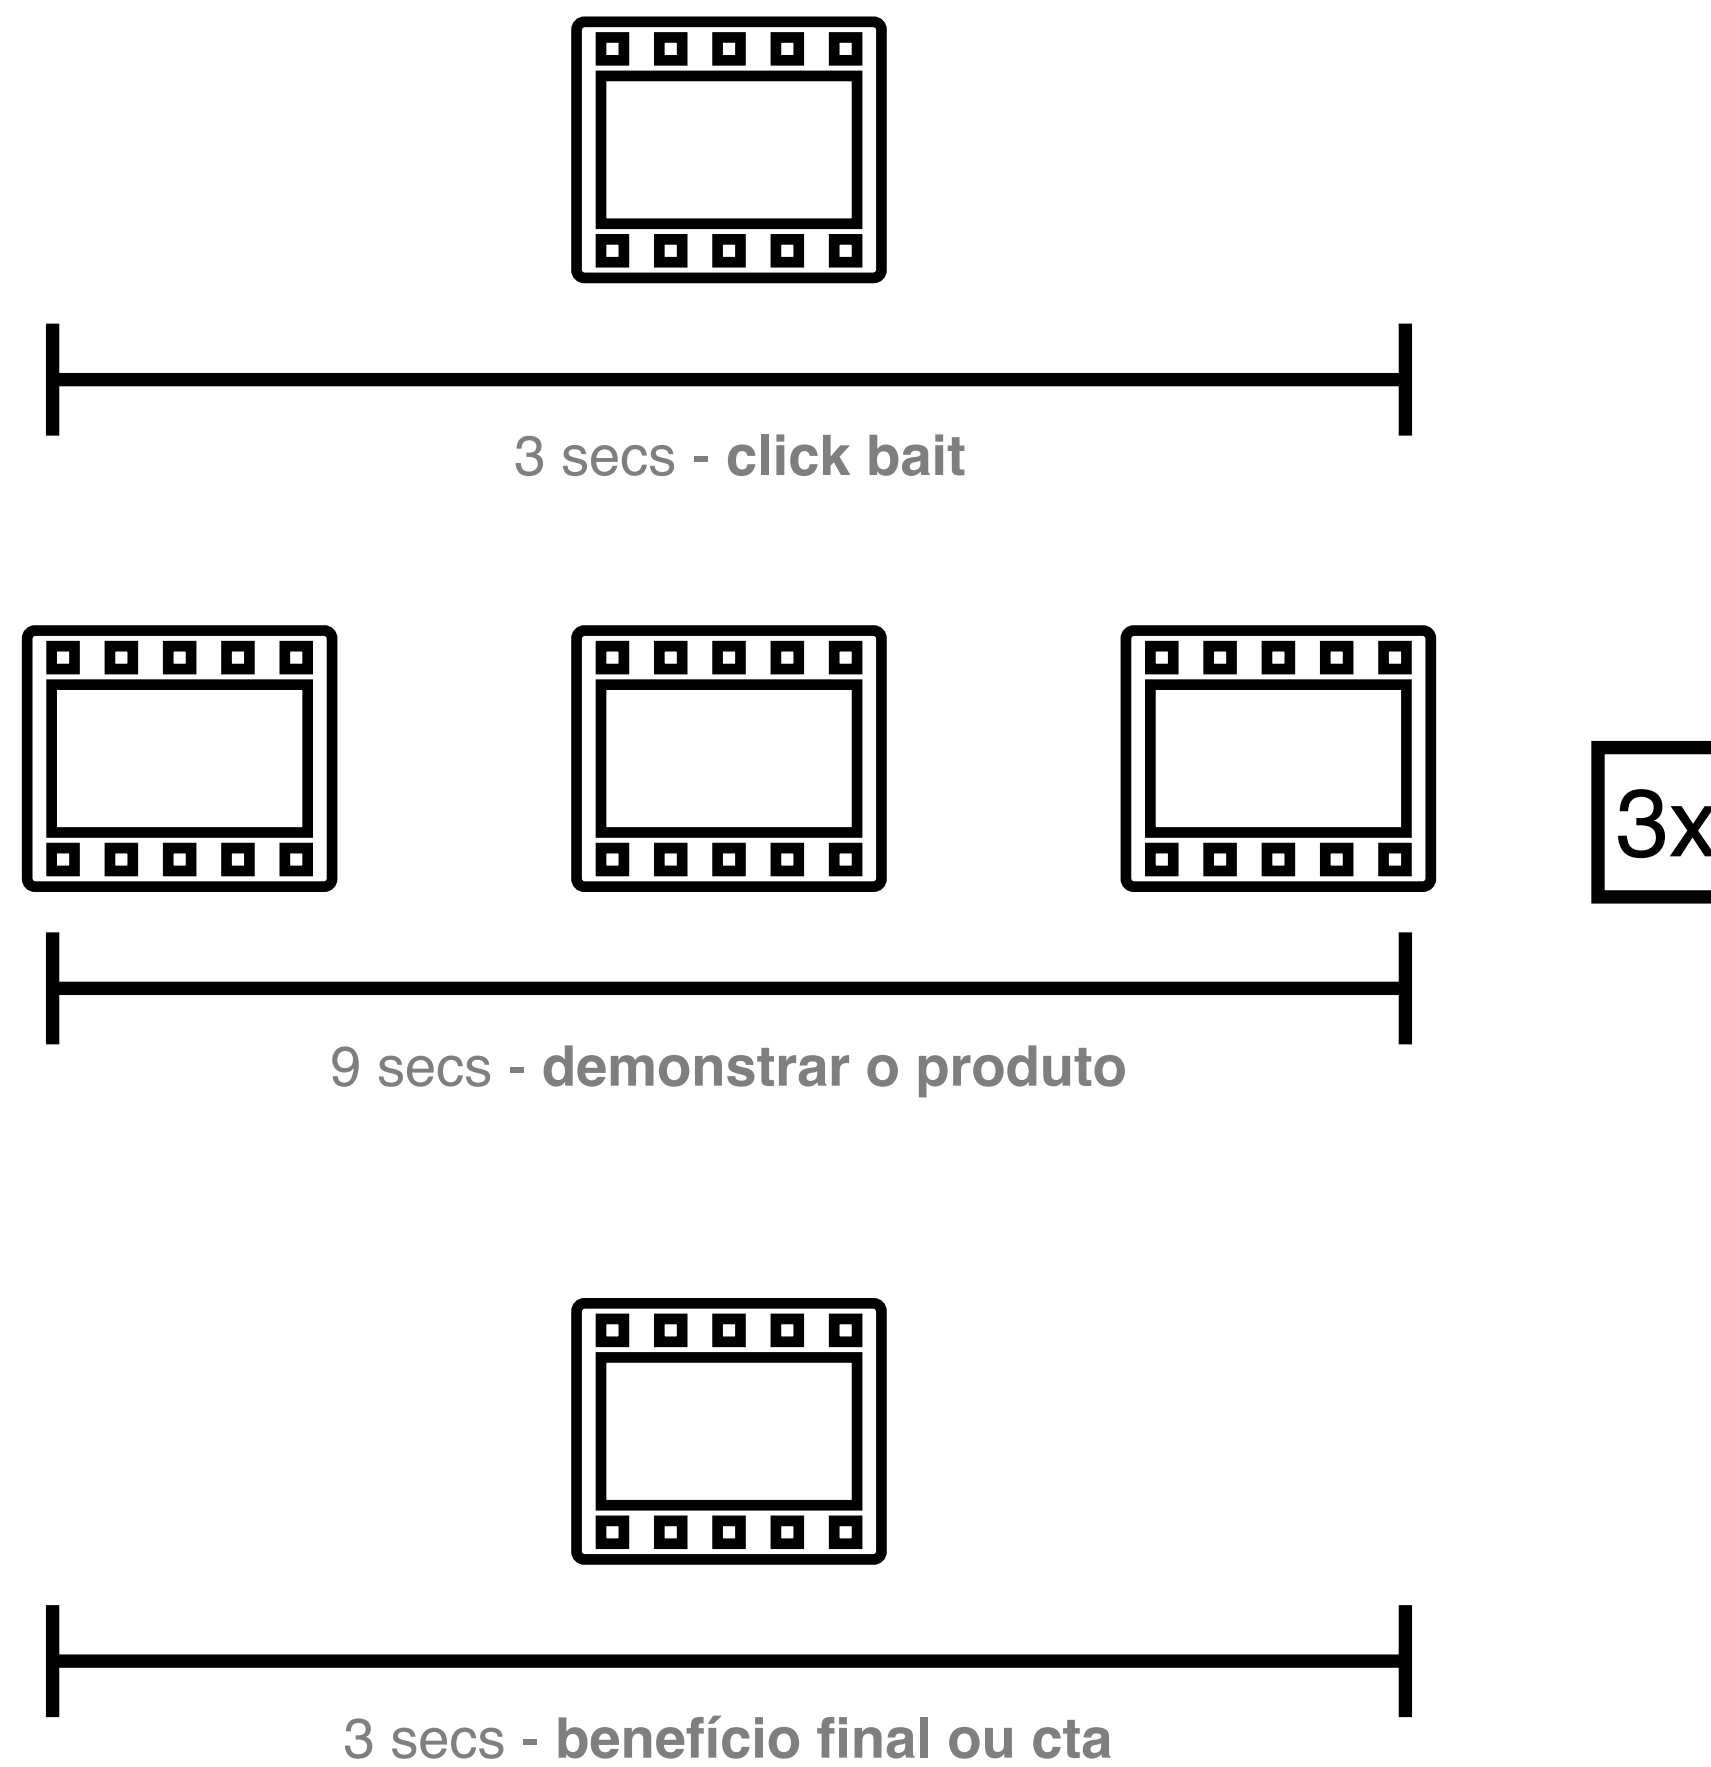 3 secs - click bait
3x
9 secs - demonstrar o produto
3 secs - benefício final ou cta